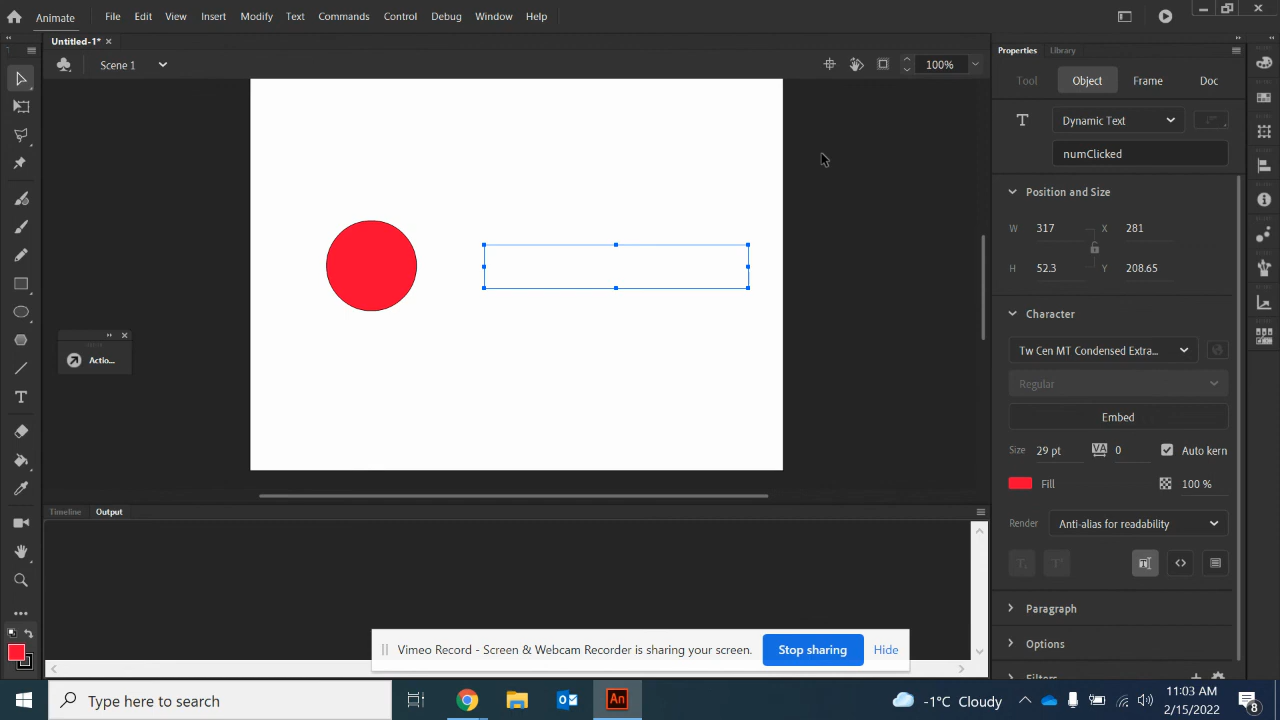 Animate
File Edit View Insert Modify Text Commands Control Debug Window Help
Untitled-1* ×
Scene 1
100%
Properties Library
Tool Object Frame Doc
T Dynamic Text
numClicked
Position and Size
W 317 X 281
H 52.3 Y 208.65
Character
Tw Cen MT Condensed Extra...
Regular
Embed
Size 29 pt VA 0 Auto kern
Fill 100 %
Render Anti-alias for readability
Paragraph
Options
Actio...
Timeline Output
Vimeo Record - Screen & Webcam Recorder is sharing your screen. Stop sharing Hide
Type here to search
An
-1°C Cloudy
11:03 AM
2/15/2022
8